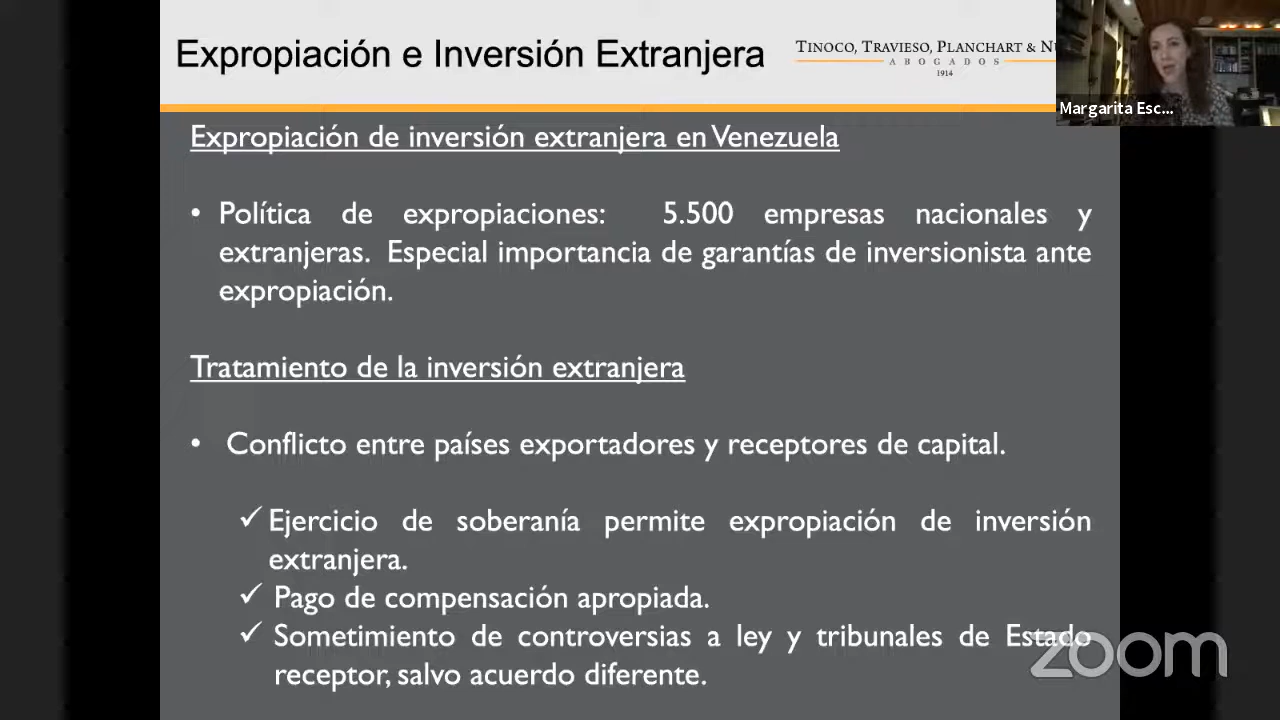 Expropiación e Inversión Extranjera
TINOCO, TRAVIESO, PLANCHART &
ABOGADOS
1914
Margarita Esc...
Expropiación de inversión extranjera en Venezuela
• Política de expropiaciones: 5.500 empresas nacionales y
extranjeras. Especial importancia de garantías de inversionista ante
expropiación.
Tratamiento de la inversión extranjera
• Conflicto entre países exportadores y receptores de capital.
✓ Ejercicio de soberanía permite expropiación de inversión
extranjera.
✓ Pago de compensación apropiada.
✓ Sometimiento de controversias a ley y tribunales de Estado
receptor, salvo acuerdo diferente.
zoom